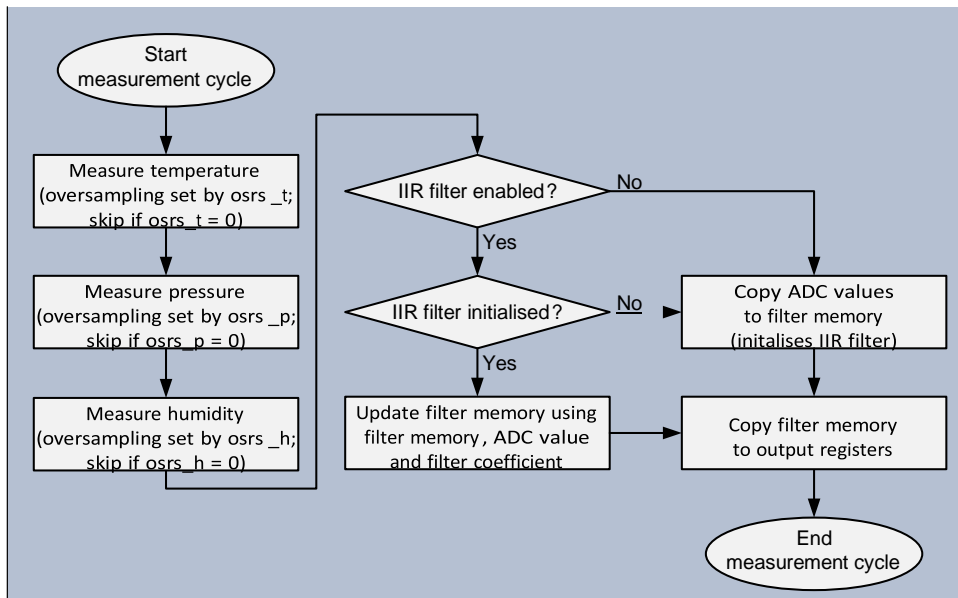 Start
measurement cycle
Measure temperature
(oversampling set by osrs _t;
skip if osrs_t = 0)
Measure pressure
(oversampling set by osrs _p;
skip if osrs_p = 0)
Measure humidity
(oversampling set by osrs _h;
skip if osrs_h = 0)
IIR filter enabled?
No
Yes
IIR filter initialised?
No
Yes
Update filter memory using
filter memory, ADC value
and filter coefficient
Copy ADC values
to filter memory
(initalises IIR filter)
Copy filter memory
to output registers
End
measurement cycle